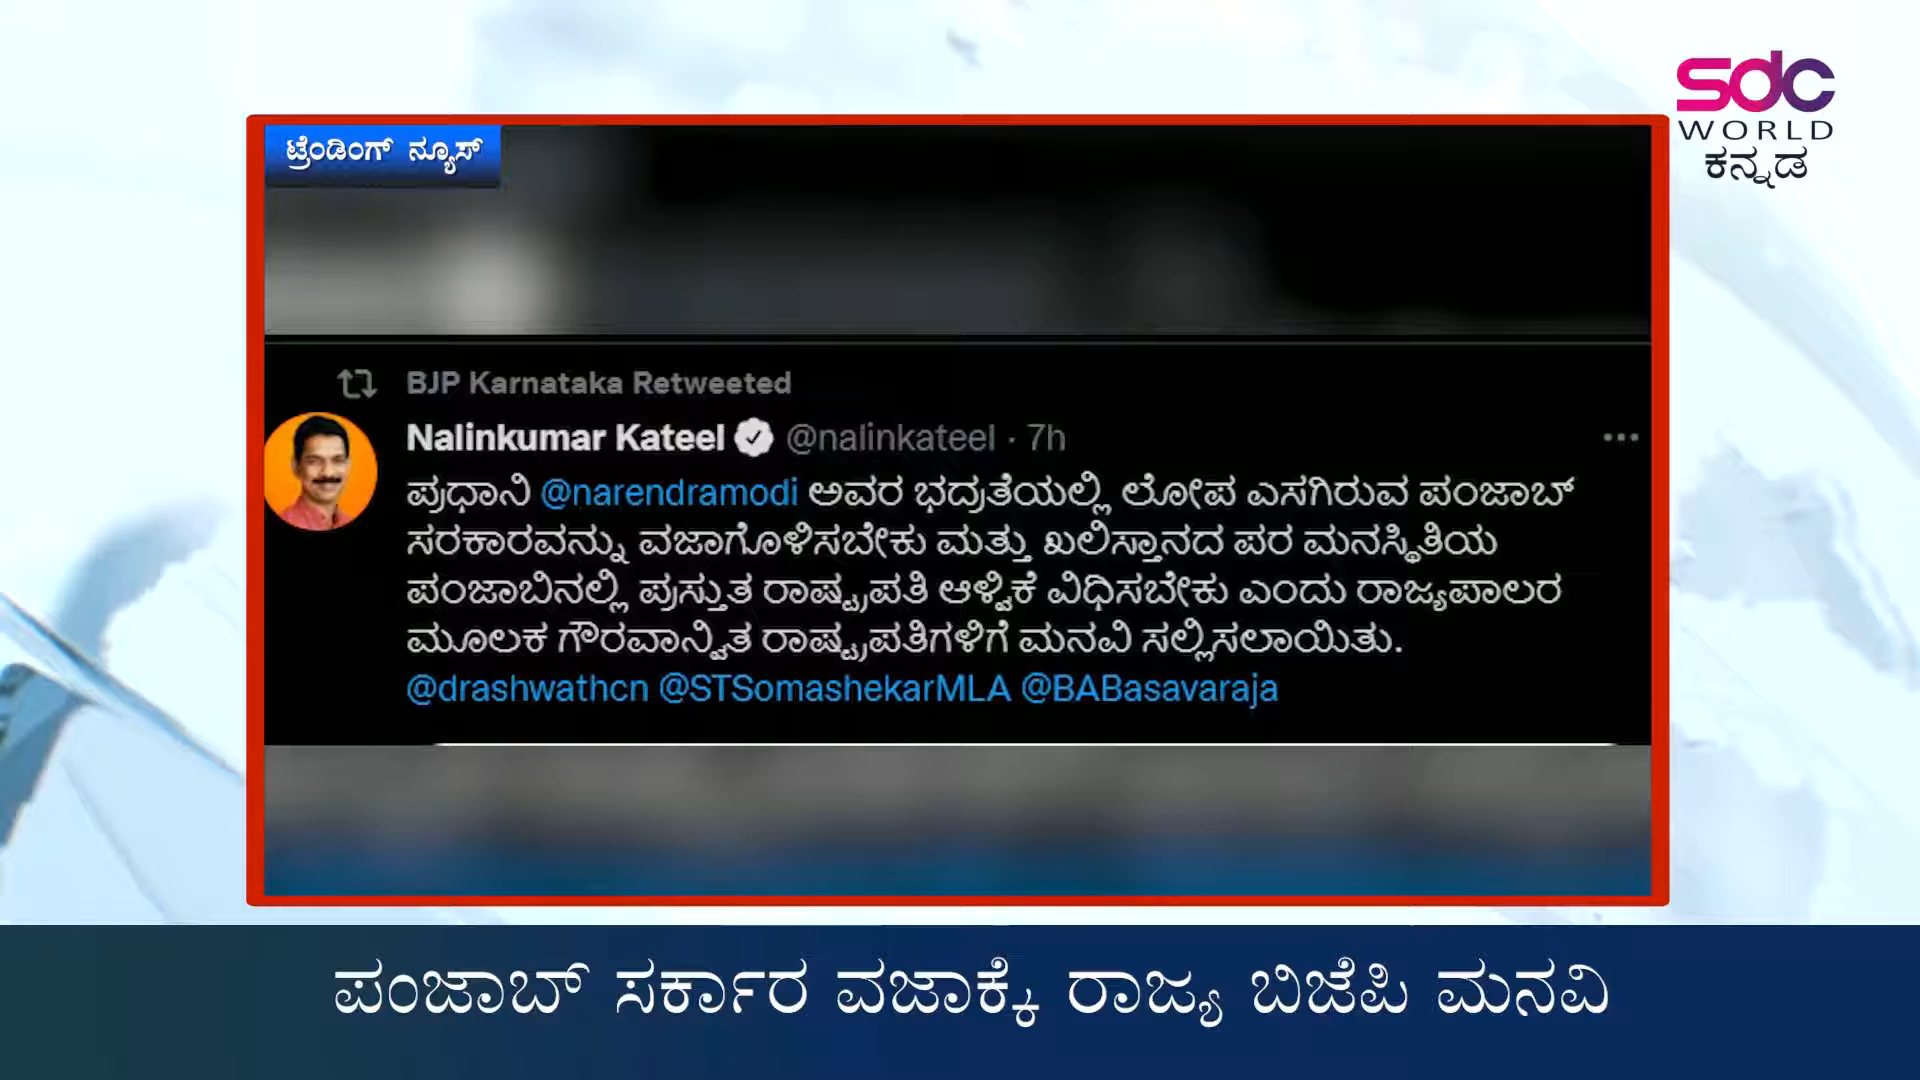 sdc
WORLD
ಕನ್ನಡ
ಟ್ರೆಂಡಿಂಗ್ ನ್ಯೂಸ್
BJP Karnataka Retweeted
Nalinkumar Kateel @nalinkateel · 7h
ಪ್ರಧಾನಿ @narendramodi ಅವರ ಭದ್ರತೆಯಲ್ಲಿ ಲೋಪ ಎಸಗಿರುವ ಪಂಜಾಬ್
ಸರಕಾರವನ್ನು ವಜಾಗೊಳಿಸಬೇಕು ಮತ್ತು ಖಲಿಸ್ತಾನದ ಪರ ಮನಸ್ಥಿತಿಯ
ಪಂಜಾಬಿನಲ್ಲಿ ಪ್ರಸ್ತುತ ರಾಷ್ಟ್ರಪತಿ ಆಳ್ವಿಕೆ ವಿಧಿಸಬೇಕು ಎಂದು ರಾಜ್ಯಪಾಲರ
ಮೂಲಕ ಗೌರವಾನ್ವಿತ ರಾಷ್ಟ್ರಪತಿಗಳಿಗೆ ಮನವಿ ಸಲ್ಲಿಸಲಾಯಿತು.
@drashwathcn @STSomashekarMLA @BABasavaraja
ಪಂಜಾಬ್ ಸರ್ಕಾರ ವಜಾಕ್ಕೆ ರಾಜ್ಯ ಬಿಜೆಪಿ ಮನವಿ